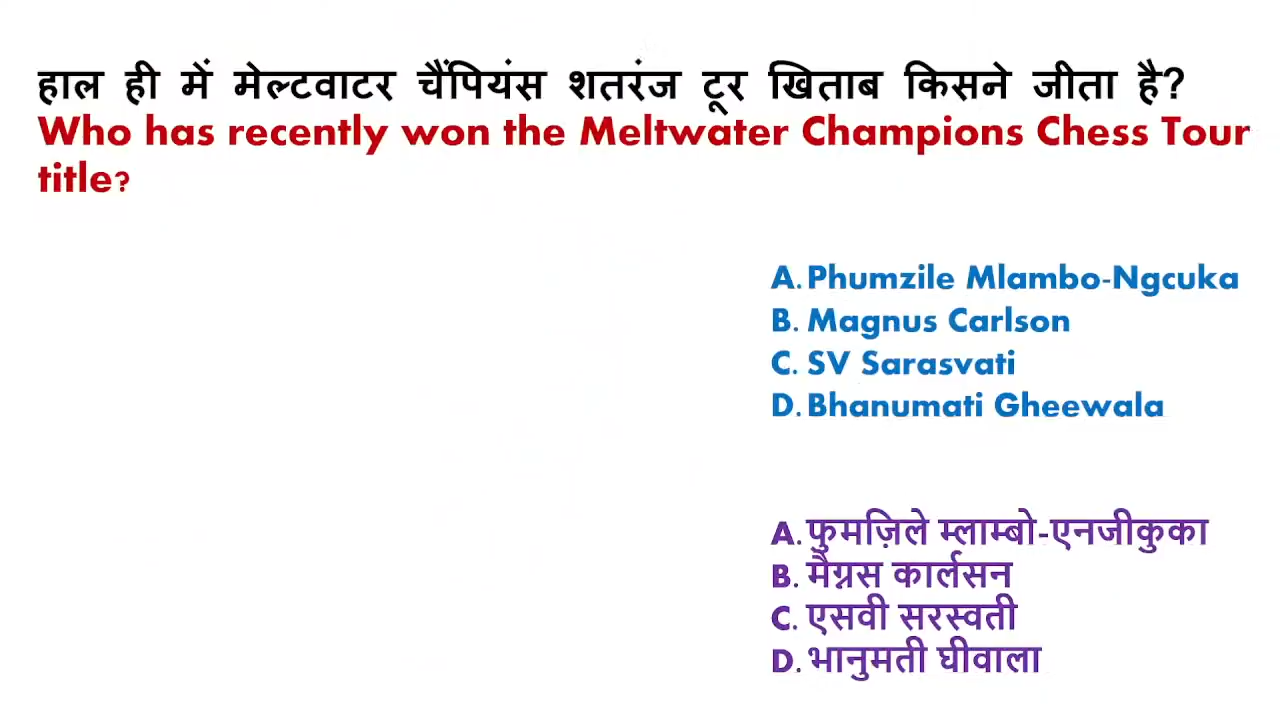 हाल ही में मेल्टवाटर चैंपियंस शतरंज टूर खिताब किसने जीता है?
Who has recently won the Meltwater Champions Chess Tour
title?
A. Phumzile Mlambo-Ngcuka
B. Magnus Carlson
C. SV Sarasvati
D. Bhanumati Gheewala
A. फुमज़िले म्लाम्बो-एनजीकुका
B. मैग्नस कार्लसन
C. एसवी सरस्वती
D. भानुमती घीवाला